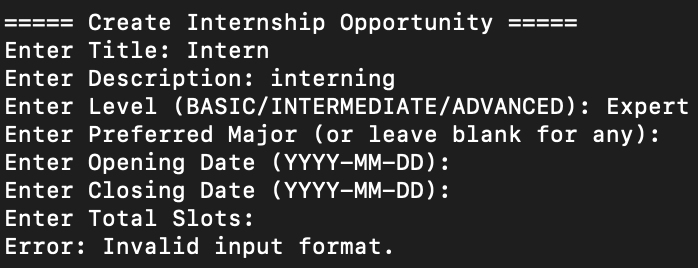 ===== Create Internship Opportunity =====
Enter Title: Intern
Enter Description: interning
Enter Level (BASIC/INTERMEDIATE/ADVANCED): Expert
Enter Preferred Major (or leave blank for any):
Enter Opening Date (YYYY-MM-DD):
Enter Closing Date (YYYY-MM-DD):
Enter Total Slots:
Error: Invalid input format.